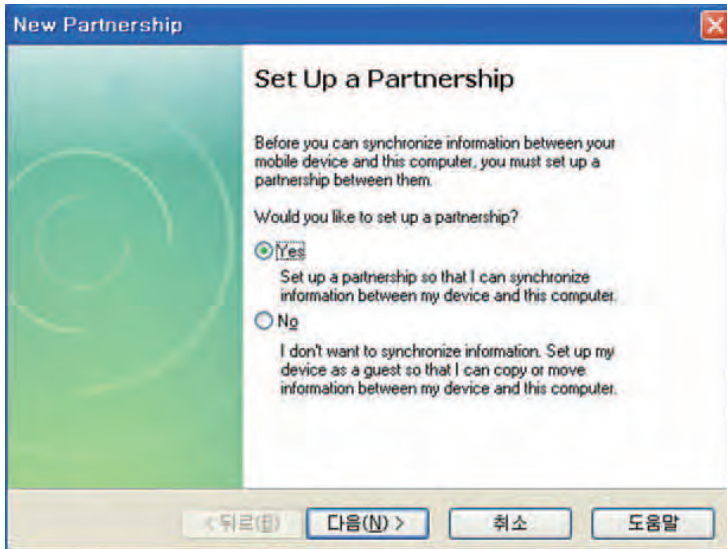 New Partnership
Set Up a Partnership
Before you can synchronize information between your
mobile device and this computer, you must set up a
partnership between them.
Would you like to set up a partnership?
Yes
Set up a partnership so that I can synchronize
information between my device and this computer.
No
I don't want to synchronize information. Set up my
device as a guest so that I can copy or move
information between my device and this computer.
< 뒤로(B) 다음(N) > 취소 도움말